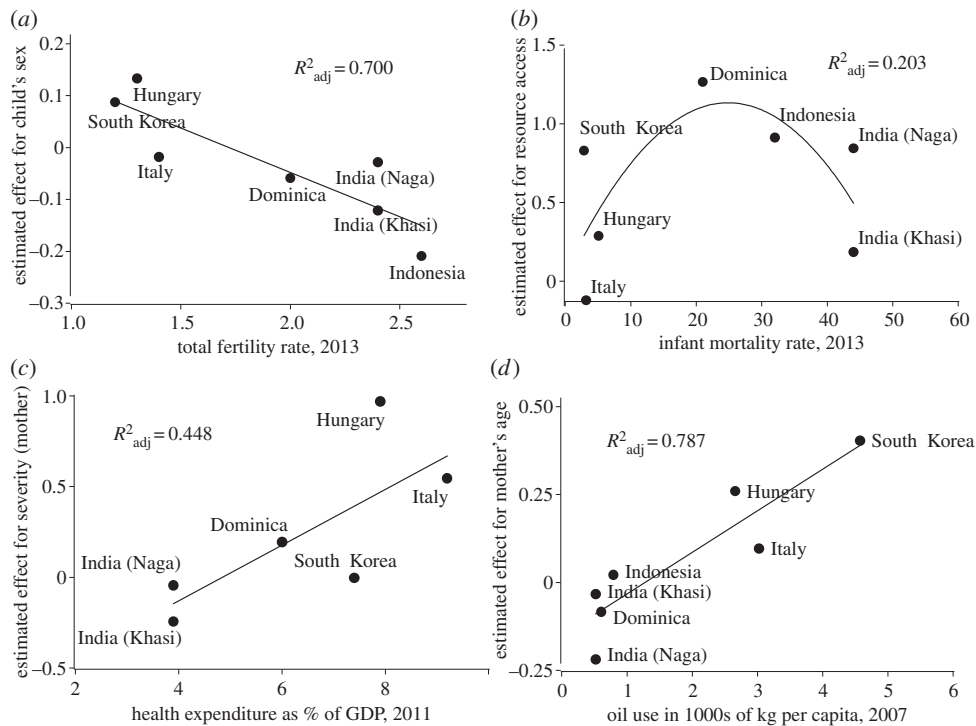 (a)
0.2
0.1
0
–0.1
–0.2
–0.3
estimated effect for child's sex
R²adj = 0.700
Hungary
South Korea
Italy
India (Naga)
Dominica
India (Khasi)
Indonesia
1.0 1.5 2.0 2.5
total fertility rate, 2013
(b)
1.5
1.0
0.5
0
estimated effect for resource access
R²adj = 0.203
Dominica
Indonesia
South Korea
India (Naga)
Hungary
India (Khasi)
Italy
0 10 20 30 40 50 60
infant mortality rate, 2013
(c)
1.0
0.5
0
–0.5
estimated effect for severity (mother)
R²adj = 0.448
Hungary
Italy
Dominica
India (Naga)
South Korea
India (Khasi)
2 4 6 8
health expenditure as % of GDP, 2011
(d)
0.50
0.25
0
–0.25
estimated effect for mother's age
R²adj = 0.787
South Korea
Hungary
Italy
Indonesia
India (Khasi)
Dominica
India (Naga)
0 1 2 3 4 5 6
oil use in 1000s of kg per capita, 2007